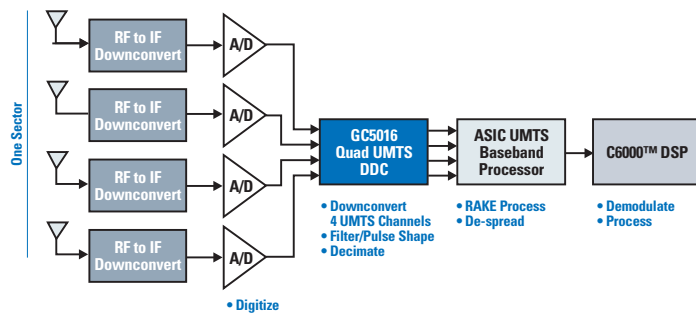 One Sector
RF to IF
Downconvert
A/D
RF to IF
Downconvert
A/D
RF to IF
Downconvert
A/D
RF to IF
Downconvert
A/D
• Digitize
GC5016
Quad UMTS
DDC
• Downconvert
4 UMTS Channels
• Filter/Pulse Shape
• Decimate
ASIC UMTS
Baseband
Processor
• RAKE Process
• De-spread
C6000™ DSP
• Demodulate
• Process